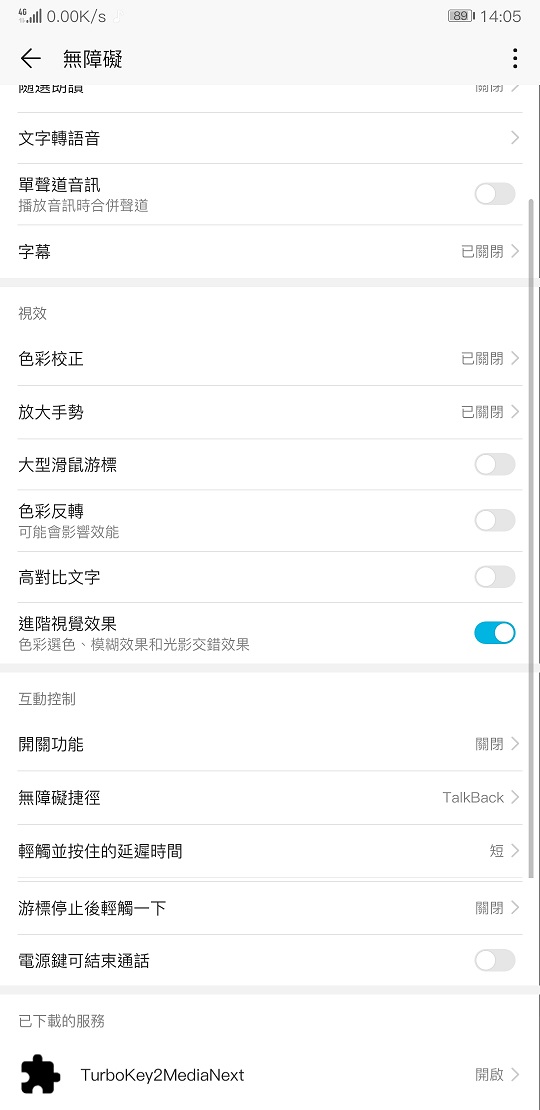 4G 0.00K/s 89 14:05
無障礙
隨選朗讀 關閉
文字轉語音
單聲道音訊
播放音訊時合併聲道
字幕 已關閉
視效
色彩校正 已關閉
放大手勢 已關閉
大型滑鼠游標
色彩反轉
可能會影響效能
高對比文字
進階視覺效果
色彩選色、模糊效果和光影交錯效果
互動控制
開關功能 關閉
無障礙捷徑 TalkBack
輕觸並按住的延遲時間 短
游標停止後輕觸一下 關閉
電源鍵可結束通話
已下載的服務
TurboKey2MediaNext 開啟